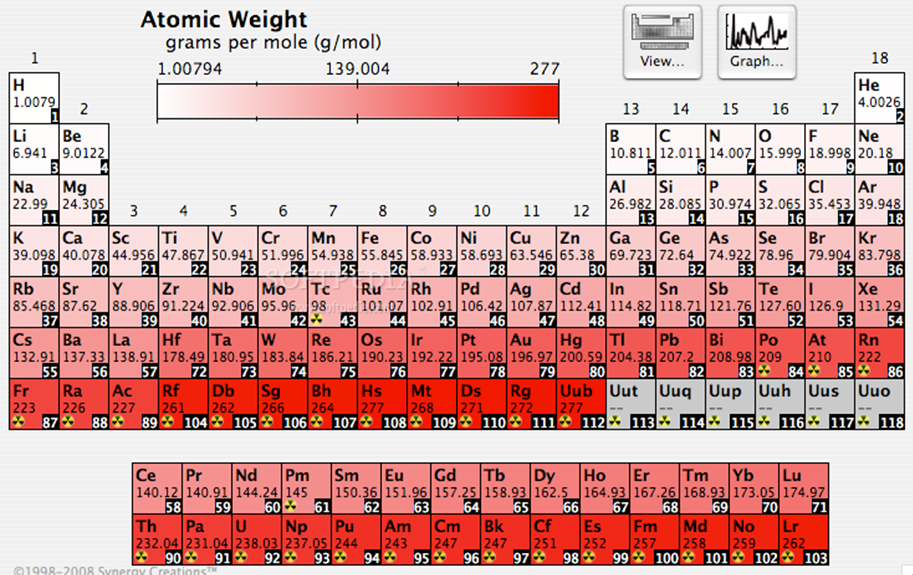 Atomic Weight
grams per mole (g/mol)
1.00794 139.004 277
View... Graph...
1 18
H He
1.0079 4.0026
1 2
2 13 14 15 16 17
Li Be B C N O F Ne
6.941 9.0122 10.811 12.011 14.007 15.999 18.998 20.18
3 4 5 6 7 8 9 10
Na Mg Al Si P S Cl Ar
22.99 24.305 26.982 28.085 30.974 32.065 35.453 39.948
11 12 13 14 15 16 17 18
3 4 5 6 7 8 9 10 11 12
K Ca Sc Ti V Cr Mn Fe Co Ni Cu Zn Ga Ge As Se Br Kr
39.098 40.078 44.956 47.867 50.941 51.996 54.938 55.845 58.933 58.693 63.546 65.38 69.723 72.64 74.922 78.96 79.904 83.798
19 20 21 22 23 24 25 26 27 28 29 30 31 32 33 34 35 36
SOFTPEDIA
Rb Sr Y Zr Nb Mo Tc Ru Rh Pd Ag Cd In Sn Sb Te I Xe
85.468 87.62 88.906 91.224 92.906 95.96 98 101.07 102.91 106.42 107.87 112.41 114.82 118.71 121.76 127.60 126.9 131.29
37 38 39 40 41 42 43 44 45 46 47 48 49 50 51 52 53 54
Cs Ba La Hf Ta W Re Os Ir Pt Au Hg Tl Pb Bi Po At Rn
132.91 137.33 138.91 178.49 180.95 183.84 186.21 190.23 192.22 195.08 196.97 200.59 204.38 207.2 208.98 209 210 222
55 56 57 72 73 74 75 76 77 78 79 80 81 82 83 84 85 86
Fr Ra Ac Rf Db Sg Bh Hs Mt Ds Rg Uub Uut Uuq Uup Uuh Uus Uuo
223 226 227 261 262 266 264 277 268 271 272 277 -- -- -- -- -- --
87 88 89 104 105 106 107 108 109 110 111 112 113 114 115 116 117 118
Ce Pr Nd Pm Sm Eu Gd Tb Dy Ho Er Tm Yb Lu
140.12 140.91 144.24 145 150.36 151.96 157.25 158.93 162.5 164.93 167.26 168.93 173.05 174.97
58 59 60 61 62 63 64 65 66 67 68 69 70 71
Th Pa U Np Pu Am Cm Bk Cf Es Fm Md No Lr
232.04 231.04 238.03 237.05 244 243 247 247 251 252 257 258 259 262
90 91 92 93 94 95 96 97 98 99 100 101 102 103
©1998–2008 Synergy Creations™